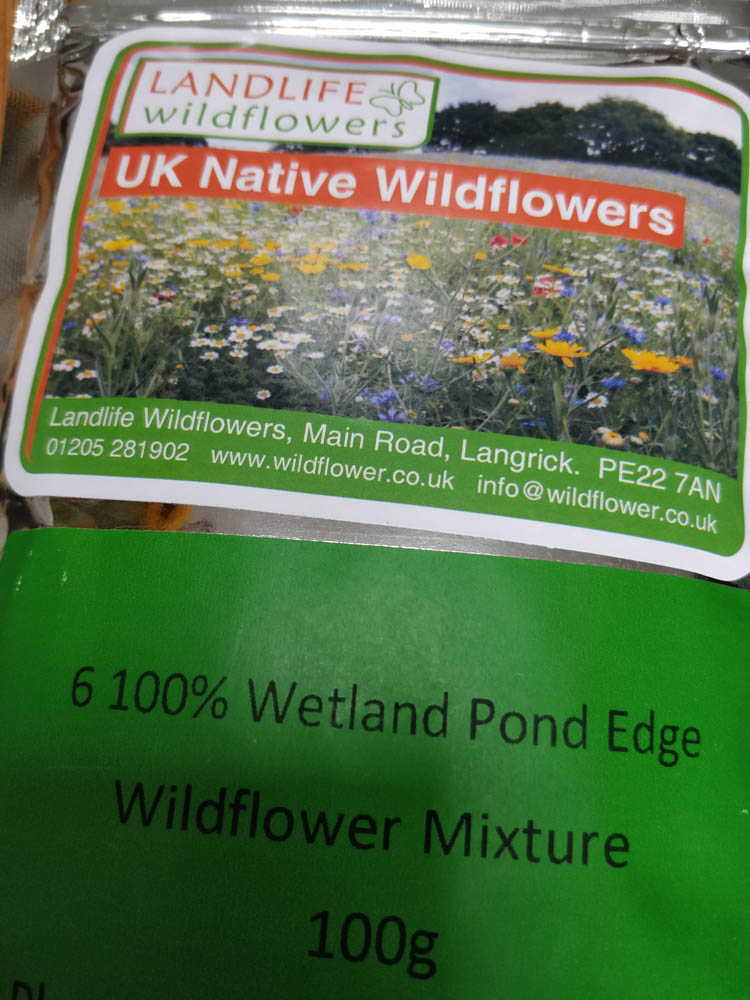 LANDLIFE
wildflowers
UK Native Wildflowers
Landlife Wildflowers, Main Road, Langrick. PE22 7AN
01205 281902 www.wildflower.co.uk info@wildflower.co.uk
6 100% Wetland Pond Edge
Wildflower Mixture
100g